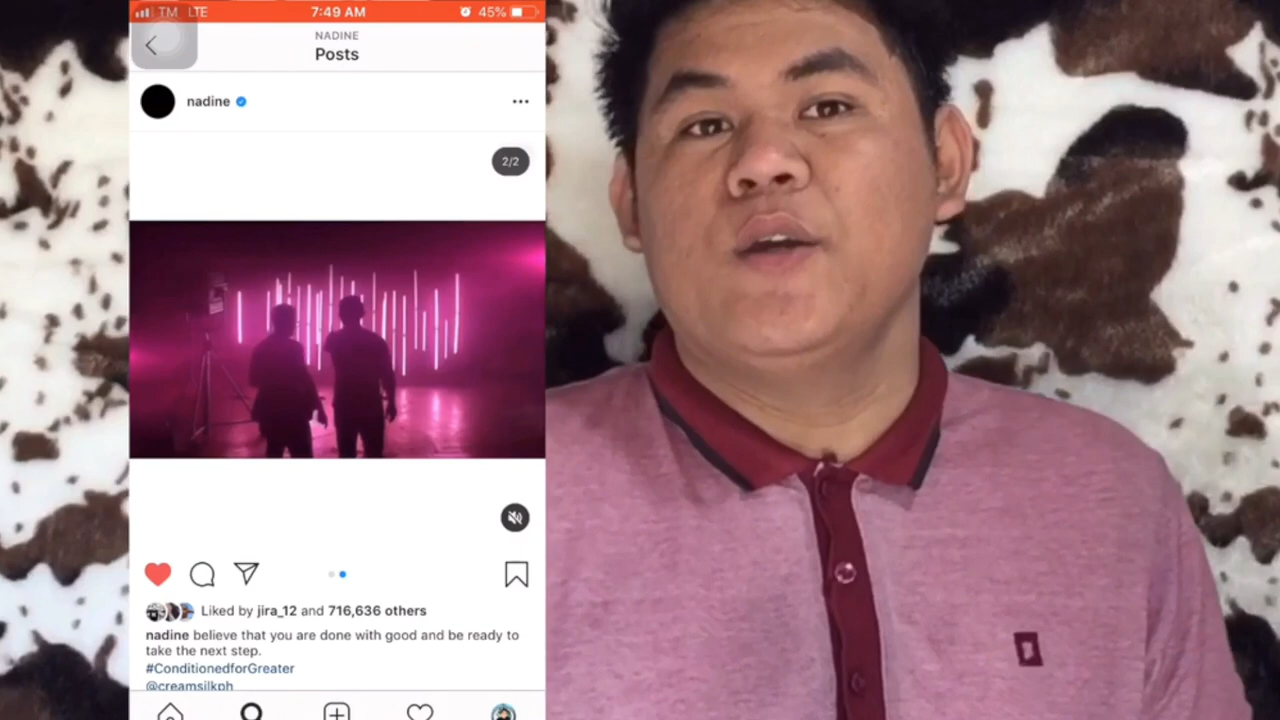 TM LTE 7:49 AM 45%
NADINE
Posts
nadine
2/2
Liked by jira_12 and 716,636 others
nadine believe that you are done with good and be ready to
take the next step.
#ConditionedforGreater
@creamsilkph